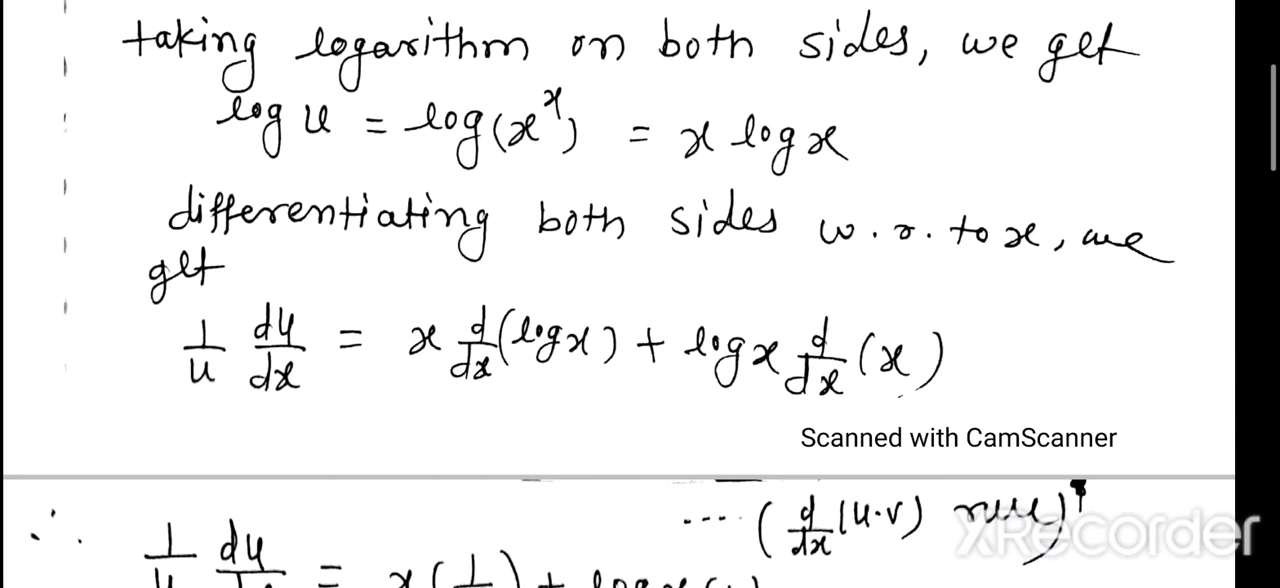 taking logarithm on both sides, we get
log u = log(x^x) = x log x
differentiating both sides w.r. to x, we
get
1/u du/dx = x d/dx (log x) + log x d/dx (x)
Scanned with CamScanner
.... (d/dx (u.v) rule)
∴ 1/u du/dx = x(1/
XRecorder